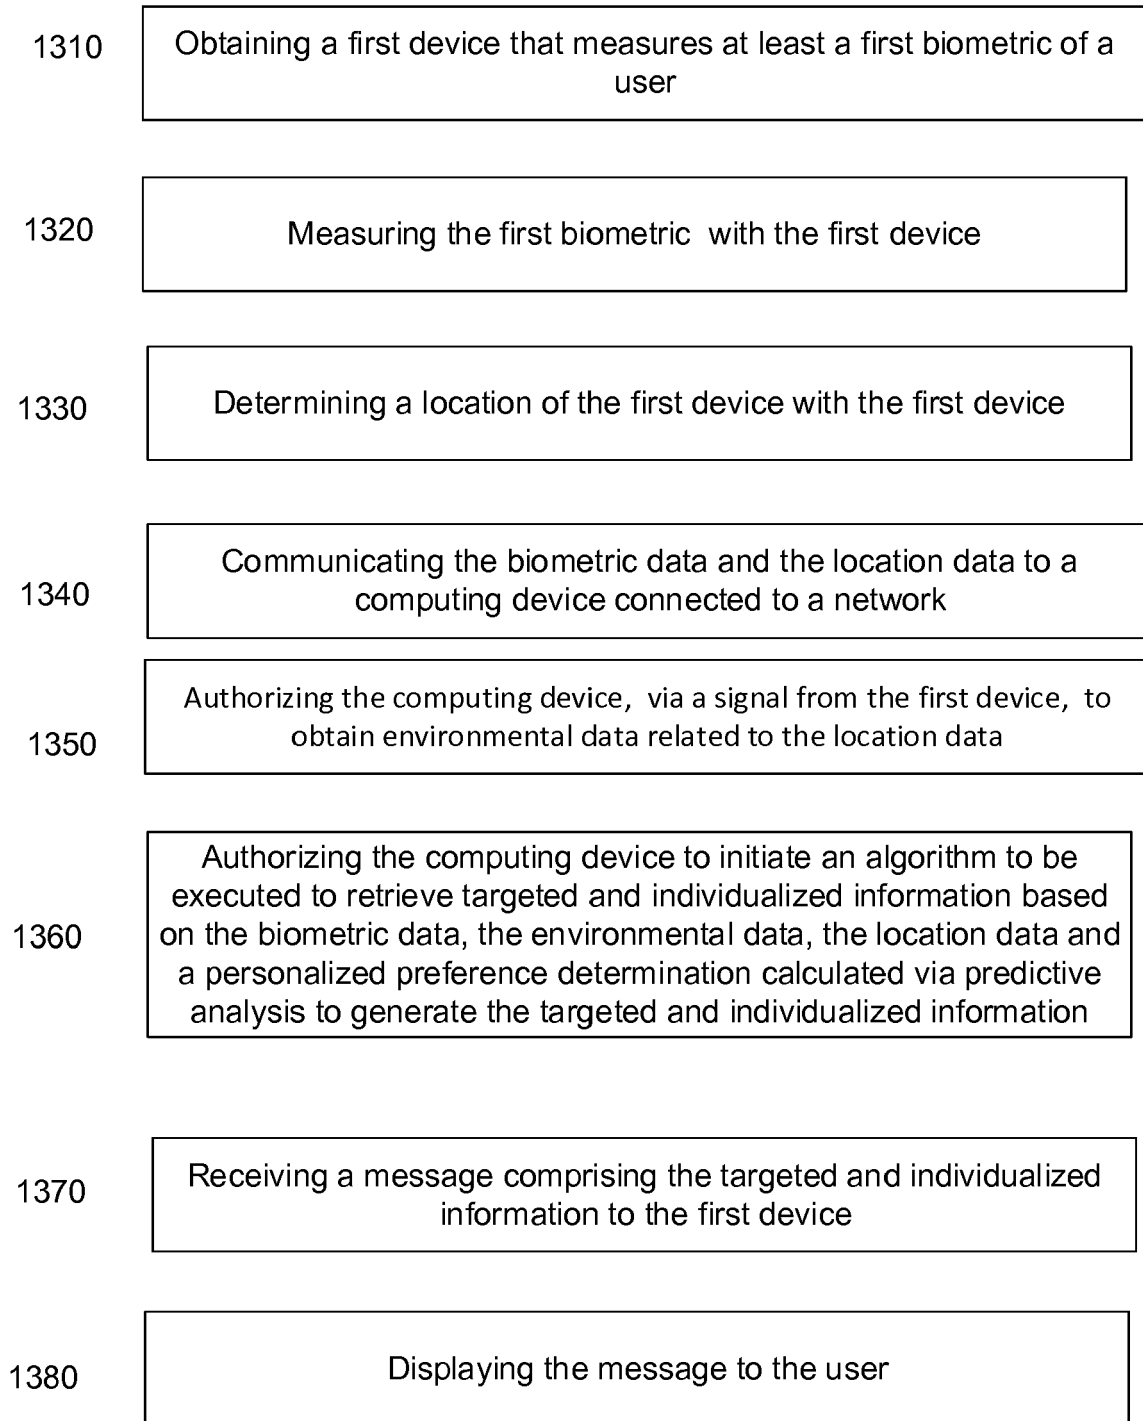 1310
Obtaining a first device that measures at least a first biometric of a
user
1320
Measuring the first biometric  with the first device
1330
Determining a location of the first device with the first device
1340
Communicating the biometric data and the location data to a
computing device connected to a network
1350
Authorizing the computing device,  via a signal from the first device,  to
obtain environmental data related to the location data
1360
Authorizing the computing device to initiate an algorithm to be
executed to retrieve targeted and individualized information based
on the biometric data, the environmental data, the location data and
a personalized preference determination calculated via predictive
analysis to generate the targeted and individualized information
1370
Receiving a message comprising the targeted and individualized
information to the first device
1380
Displaying the message to the user